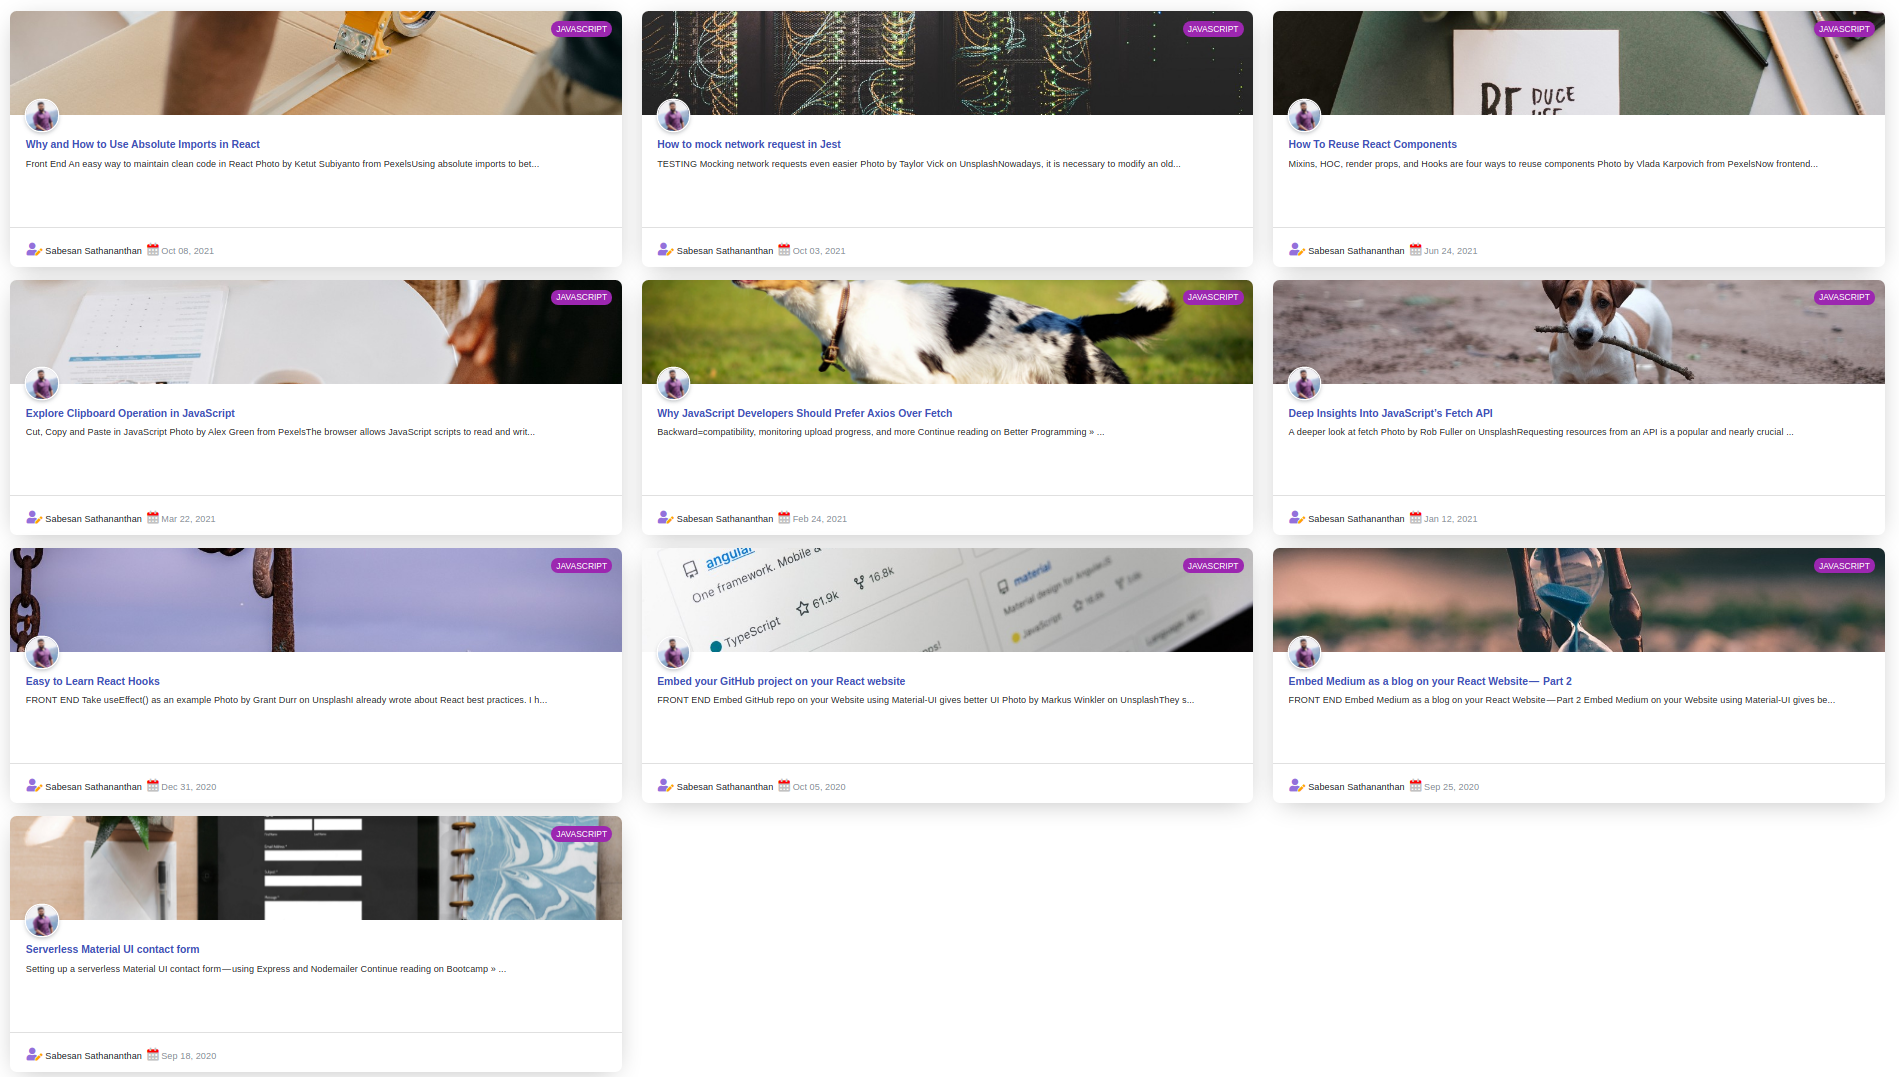 JAVASCRIPT
Why and How to Use Absolute Imports in React
Front End An easy way to maintain clean code in React Photo by Ketut Subiyanto from PexelsUsing absolute imports to bet...
Sabesan Sathananthan Oct 08, 2021
JAVASCRIPT
How to mock network request in Jest
TESTING Mocking network requests even easier Photo by Taylor Vick on UnsplashNowadays, it is necessary to modify an old...
Sabesan Sathananthan Oct 03, 2021
JAVASCRIPT
RE DUCE
USE
How To Reuse React Components
Mixins, HOC, render props, and Hooks are four ways to reuse components Photo by Vlada Karpovich from PexelsNow frontend...
Sabesan Sathananthan Jun 24, 2021
JAVASCRIPT
Explore Clipboard Operation in JavaScript
Cut, Copy and Paste in JavaScript Photo by Alex Green from PexelsThe browser allows JavaScript scripts to read and writ...
Sabesan Sathananthan Mar 22, 2021
JAVASCRIPT
Why JavaScript Developers Should Prefer Axios Over Fetch
Backward=compatibility, monitoring upload progress, and more Continue reading on Better Programming » ...
Sabesan Sathananthan Feb 24, 2021
JAVASCRIPT
Deep Insights Into JavaScript's Fetch API
A deeper look at fetch Photo by Rob Fuller on UnsplashRequesting resources from an API is a popular and nearly crucial ...
Sabesan Sathananthan Jan 12, 2021
JAVASCRIPT
Easy to Learn React Hooks
FRONT END Take useEffect() as an example Photo by Grant Durr on UnsplashI already wrote about React best practices. I h...
Sabesan Sathananthan Dec 31, 2020
JAVASCRIPT
angular
One framework. Mobile &
TypeScript 61.9k 16.8k
material
Material design for AngularJS
JavaScript
Embed your GitHub project on your React website
FRONT END Embed GitHub repo on your Website using Material-UI gives better UI Photo by Markus Winkler on UnsplashThey s...
Sabesan Sathananthan Oct 05, 2020
JAVASCRIPT
Embed Medium as a blog on your React Website — Part 2
FRONT END Embed Medium as a blog on your React Website — Part 2 Embed Medium on your Website using Material-UI gives be...
Sabesan Sathananthan Sep 25, 2020
JAVASCRIPT
Serverless Material UI contact form
Setting up a serverless Material UI contact form — using Express and Nodemailer Continue reading on Bootcamp » ...
Sabesan Sathananthan Sep 18, 2020